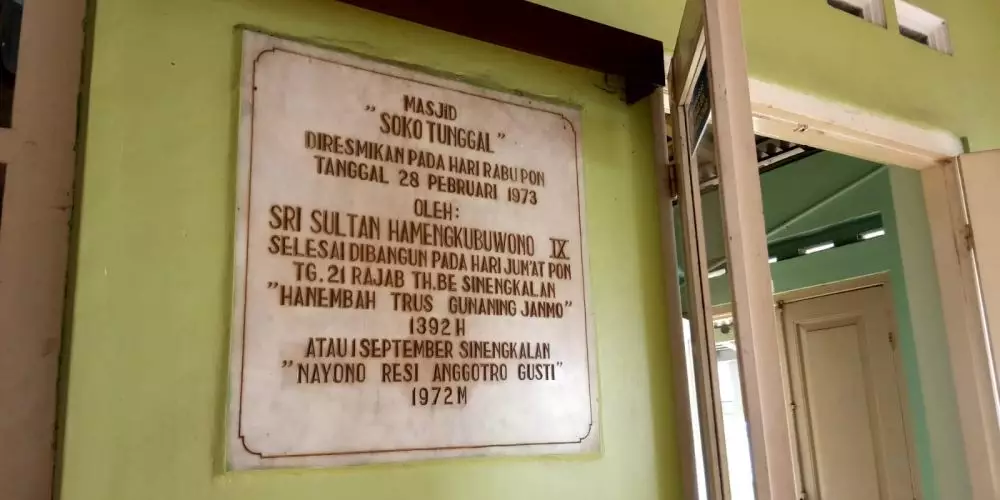 MASJID
"SOKO TUNGGAL"
DIRESMIKAN PADA HARI RABU PON
TANGGAL 28 PEBRUARI 1973
OLEH:
SRI SULTAN HAMENGKUBUWONO IX
SELESAI DIBANGUN PADA HARI JUM'AT PON
TG. 21 RAJAB TH.BE SINENGKALAN
"HANEMBAH TRUS GUNANING JANMO"
1392 H
ATAU 1 SEPTEMBER SINENGKALAN
"NAYONO RESI ANGGOTRO GUSTI"
1972 M